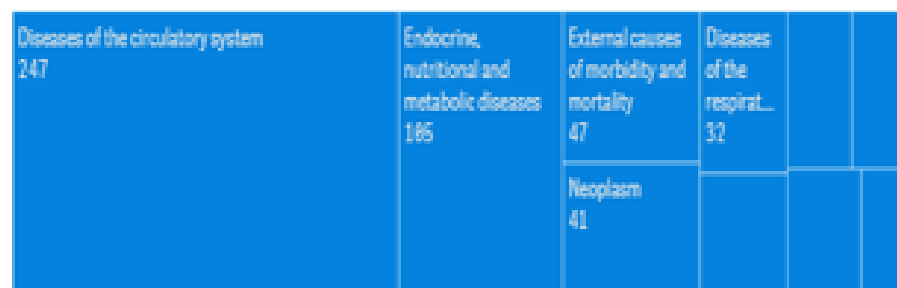 Diseases of the circulatory system
247
Endocrine,
nutritional and
metabolic diseases
105
External causes
of morbidity and
mortality
47
Neoplasm
41
Diseases
of the
respirat...
32